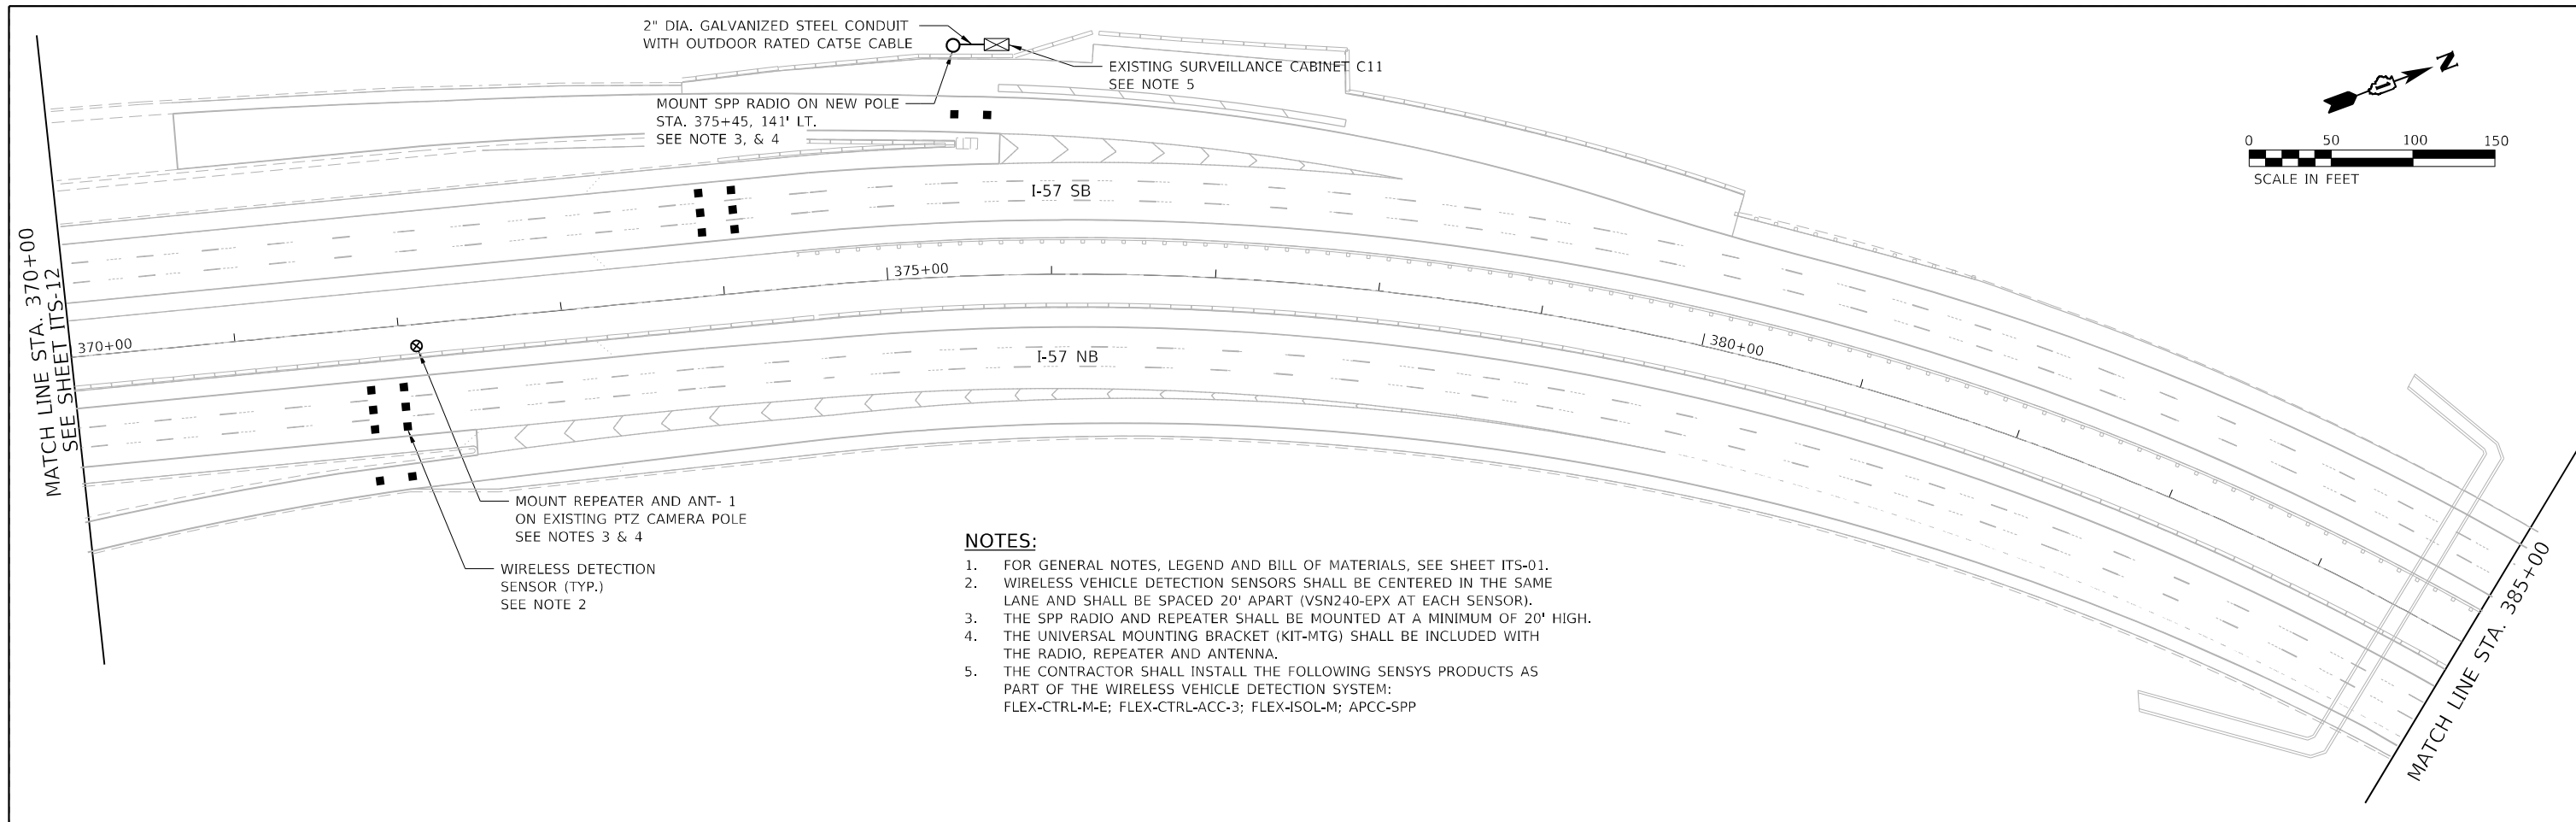 2" DIA. GALVANIZED STEEL CONDUIT
WITH OUTDOOR RATED CAT5E CABLE
EXISTING SURVEILLANCE CABINET C11
SEE NOTE 5
MOUNT SPP RADIO ON NEW POLE
STA. 375+45, 141' LT.
SEE NOTE 3, & 4
N
0 50 100 150
SCALE IN FEET
I-57 SB
375+00
370+00
380+00
I-57 NB
MATCH LINE STA. 370+00
SEE SHEET ITS-12
MOUNT REPEATER AND ANT- 1
ON EXISTING PTZ CAMERA POLE
SEE NOTES 3 & 4
WIRELESS DETECTION
SENSOR (TYP.)
SEE NOTE 2
NOTES:
1. FOR GENERAL NOTES, LEGEND AND BILL OF MATERIALS, SEE SHEET ITS-01.
2. WIRELESS VEHICLE DETECTION SENSORS SHALL BE CENTERED IN THE SAME
LANE AND SHALL BE SPACED 20' APART (VSN240-EPX AT EACH SENSOR).
3. THE SPP RADIO AND REPEATER SHALL BE MOUNTED AT A MINIMUM OF 20' HIGH.
4. THE UNIVERSAL MOUNTING BRACKET (KIT-MTG) SHALL BE INCLUDED WITH
THE RADIO, REPEATER AND ANTENNA.
5. THE CONTRACTOR SHALL INSTALL THE FOLLOWING SENSYS PRODUCTS AS
PART OF THE WIRELESS VEHICLE DETECTION SYSTEM:
FLEX-CTRL-M-E; FLEX-CTRL-ACC-3; FLEX-ISOL-M; APCC-SPP
MATCH LINE STA. 385+00